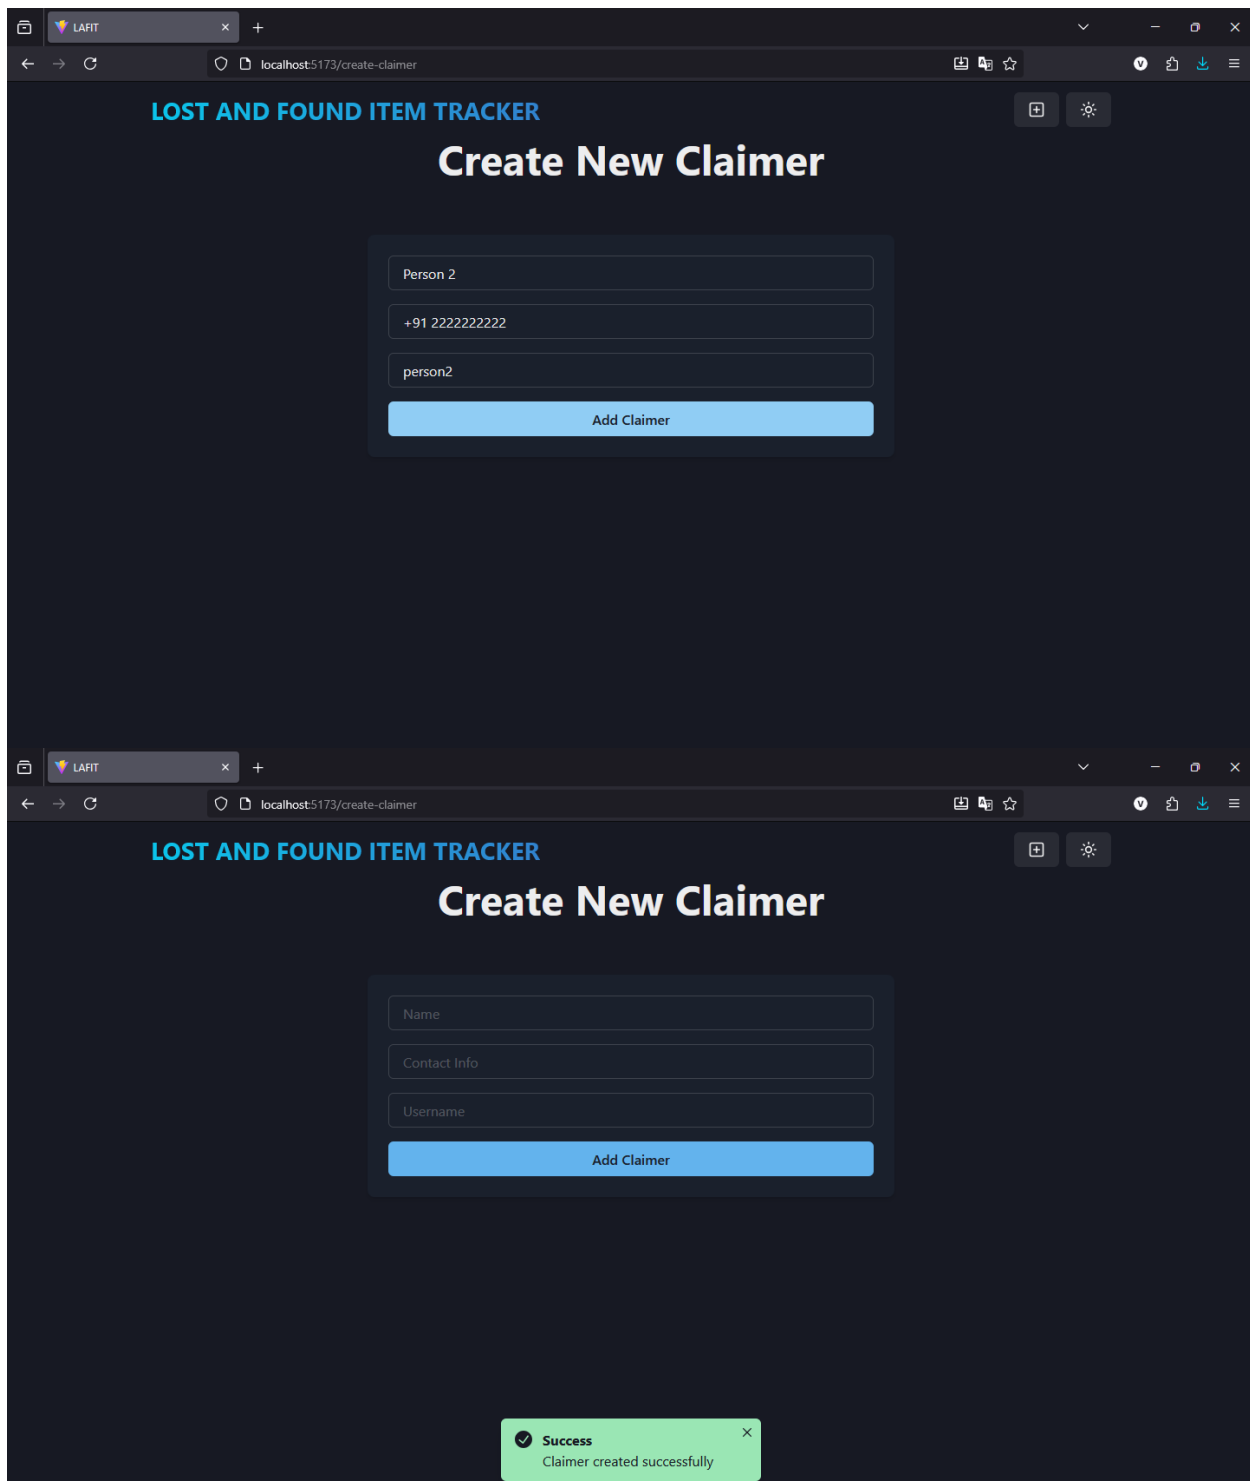 LAFIT
localhost:5173/create-claimer
LOST AND FOUND ITEM TRACKER
Create New Claimer
Person 2
+91 2222222222
person2
Add Claimer
LAFIT
localhost:5173/create-claimer
LOST AND FOUND ITEM TRACKER
Create New Claimer
Name
Contact Info
Username
Add Claimer
Success
Claimer created successfully